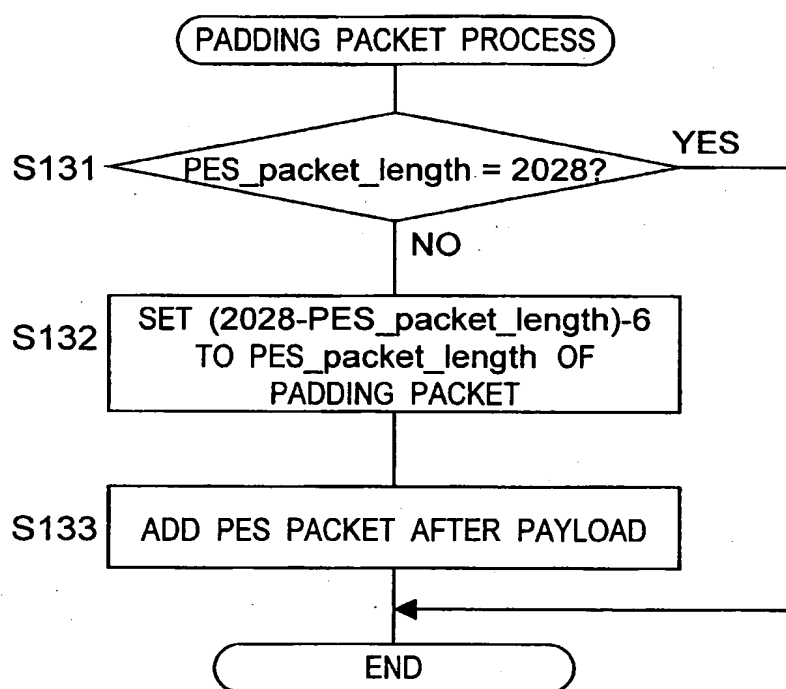 PADDING PACKET PROCESS
S131
PES_packet_length = 2028?
YES
NO
S132
SET (2028-PES_packet_length)-6
TO PES_packet_length OF
PADDING PACKET
S133
ADD PES PACKET AFTER PAYLOAD
END